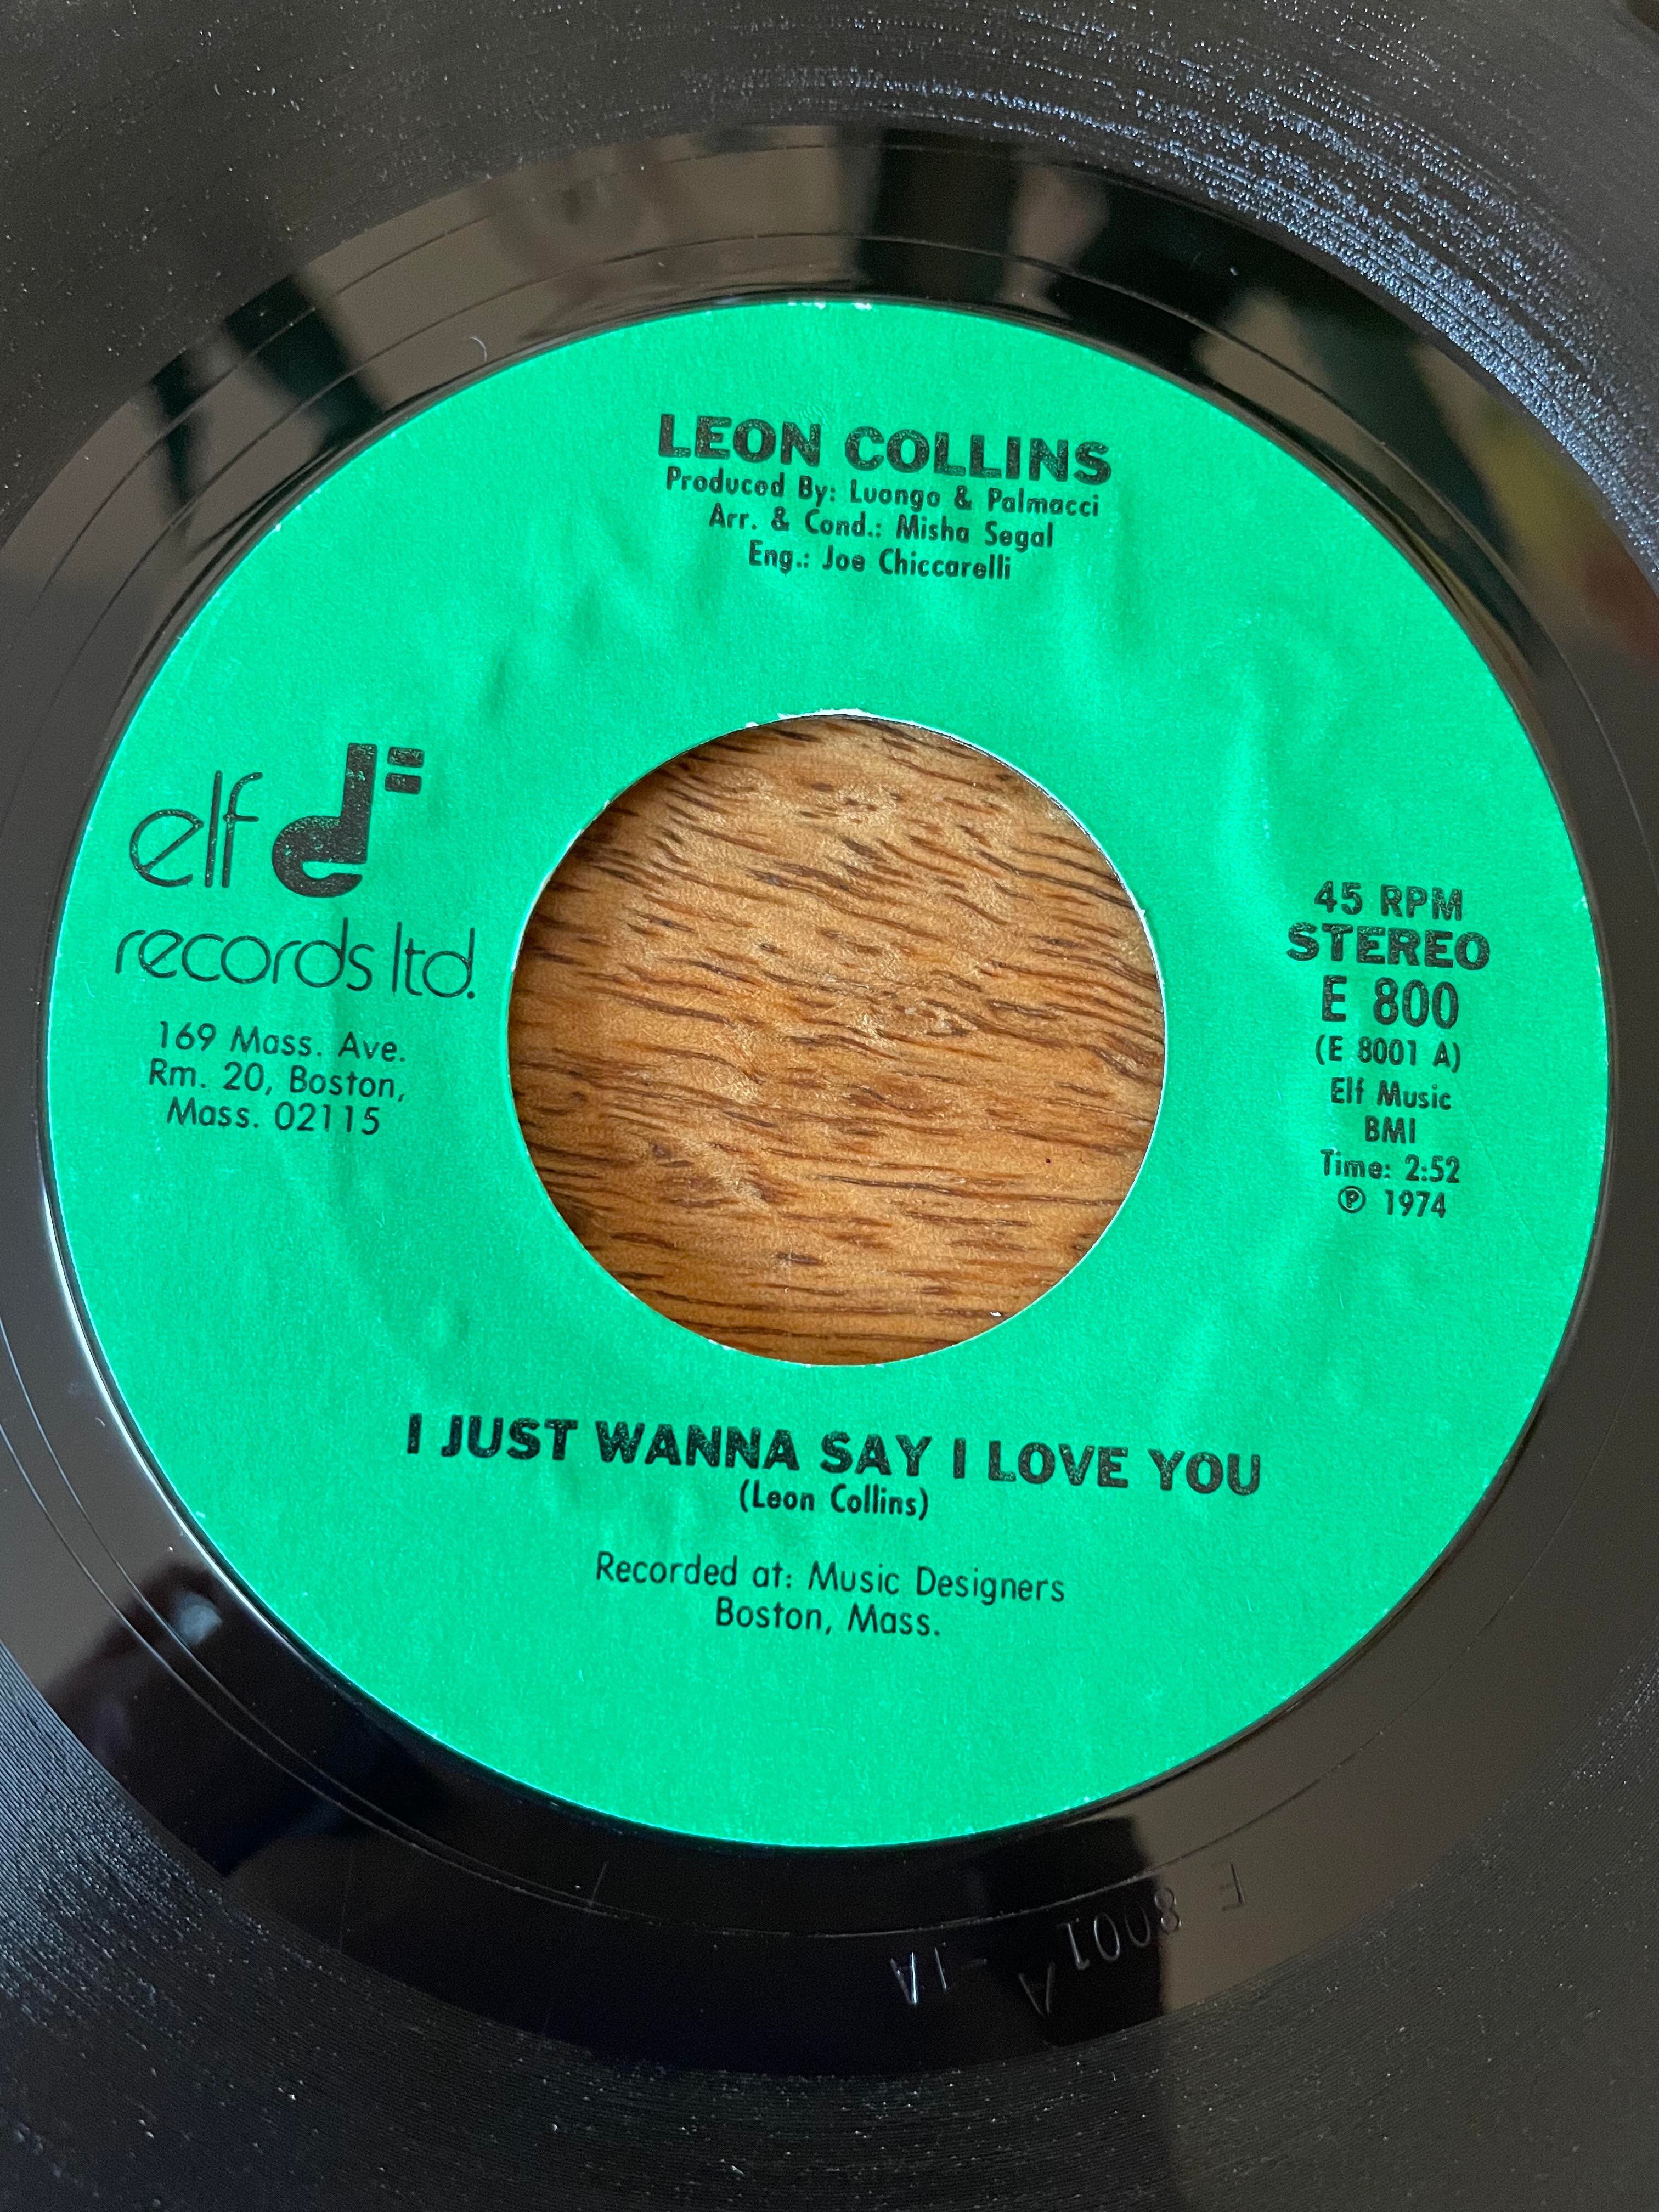 LEON COLLINS
Produced By: Luongo & Palmacci
Arr. & Cond.: Misha Segal
Eng.: Joe Chiccarelli
elf
records ltd.
169 Mass. Ave.
Rm. 20, Boston,
Mass. 02115
45 RPM
STEREO
E 800
(E 8001 A)
Elf Music
BMI
Time: 2:52
℗ 1974
I JUST WANNA SAY I LOVE YOU
(Leon Collins)
Recorded at: Music Designers
Boston, Mass.
E 8001 A - 1A